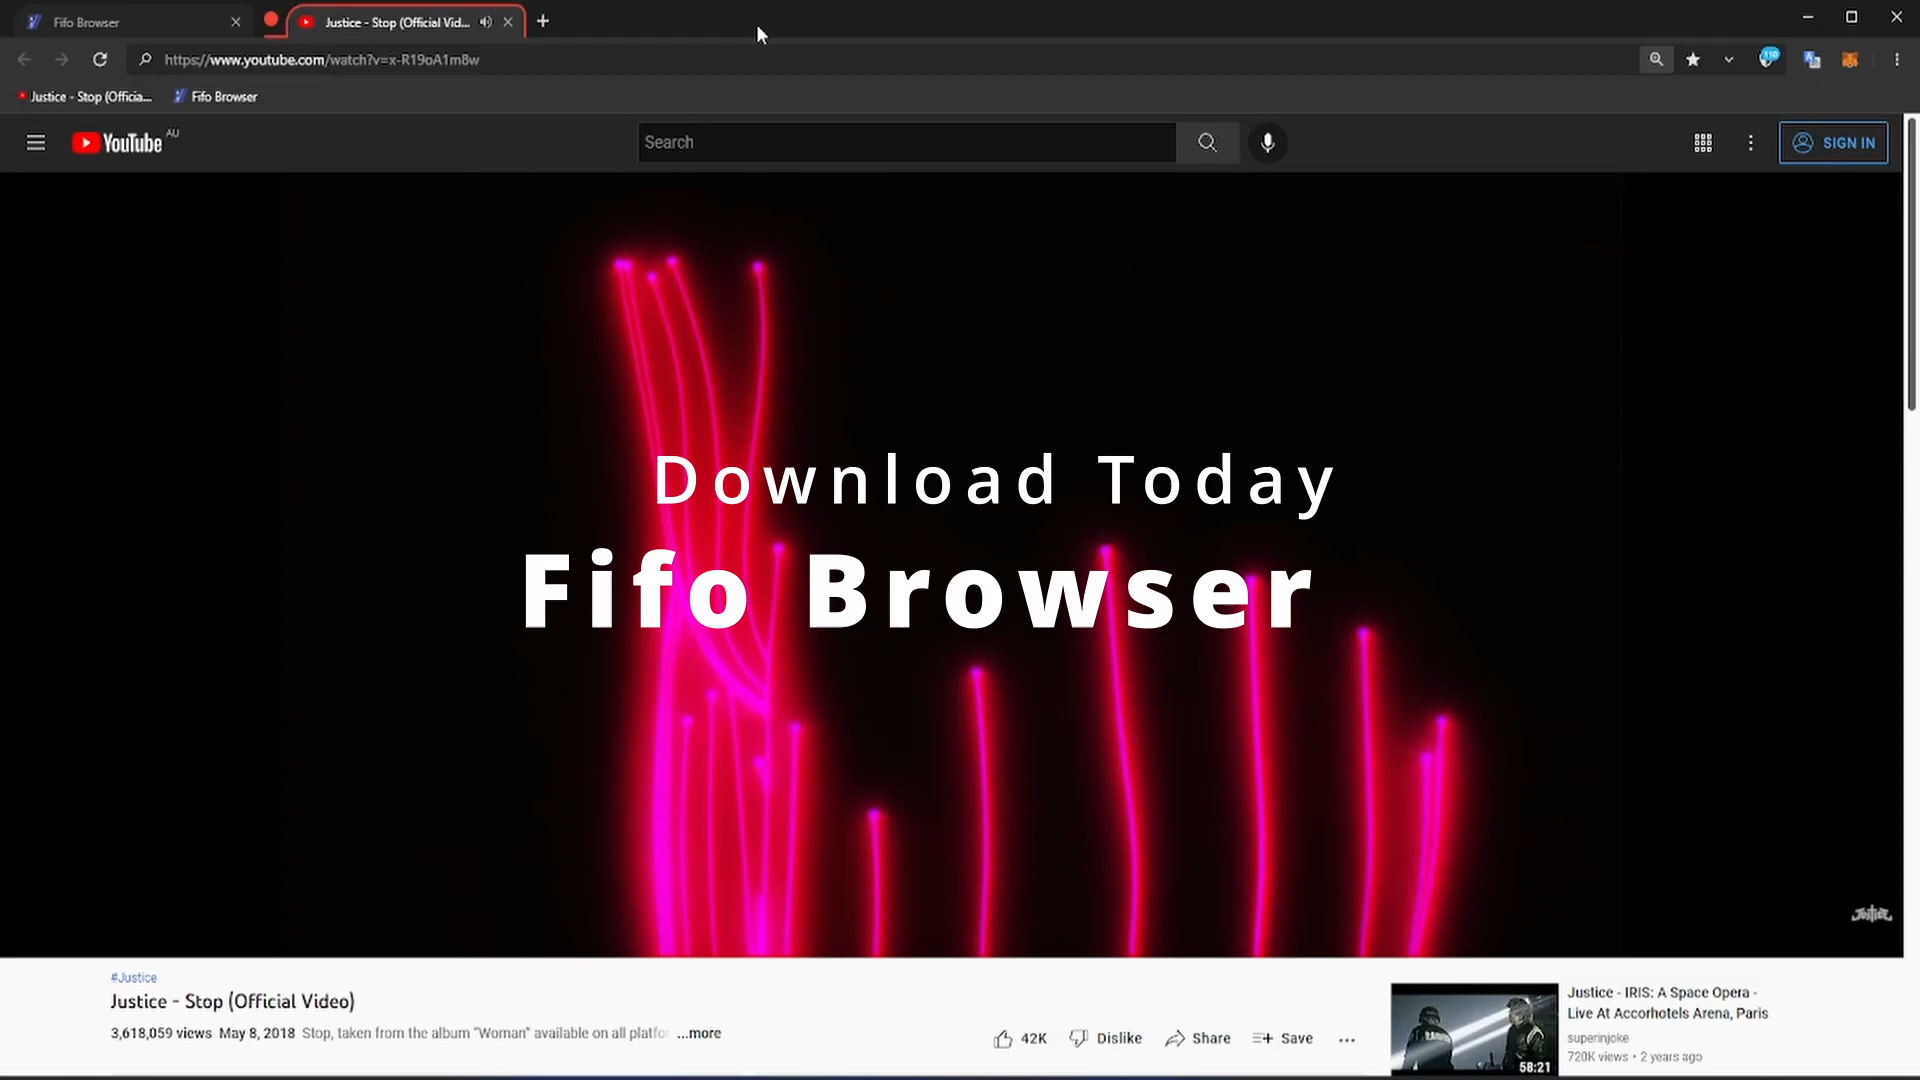 Fifo Browser
Justice - Stop (Official Vid...
https://www.youtube.com/watch?v=x-R19oA1m8w
110
Justice - Stop (Officia...
Fifo Browser
YouTube AU
Search
SIGN IN
Download Today
Fifo Browser
Justice
#Justice
Justice - Stop (Official Video)
3,618,059 views May 8, 2018 Stop, taken from the album "Woman" available on all platfo ...more
42K
Dislike
Share
Save
Justice - IRIS: A Space Opera -
Live At Accorhotels Arena, Paris
superinjoke
720K views • 2 years ago
58:21